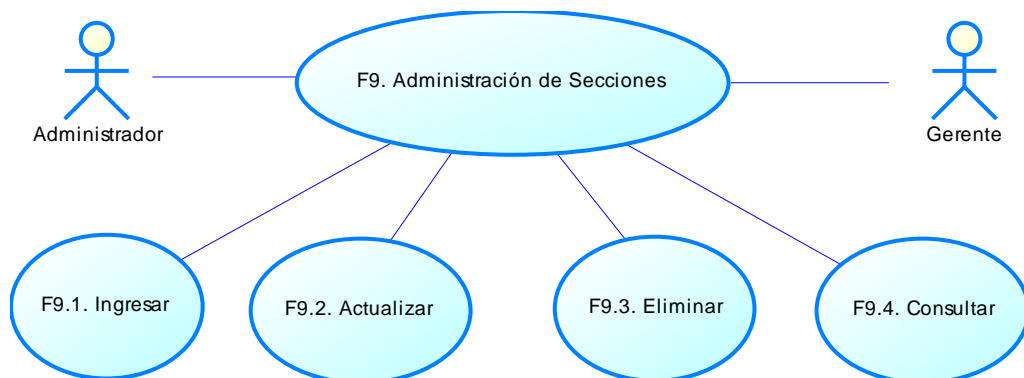 F9. Administración de Secciones
Administrador
Gerente
F9.1. Ingresar
F9.2. Actualizar
F9.3. Eliminar
F9.4. Consultar